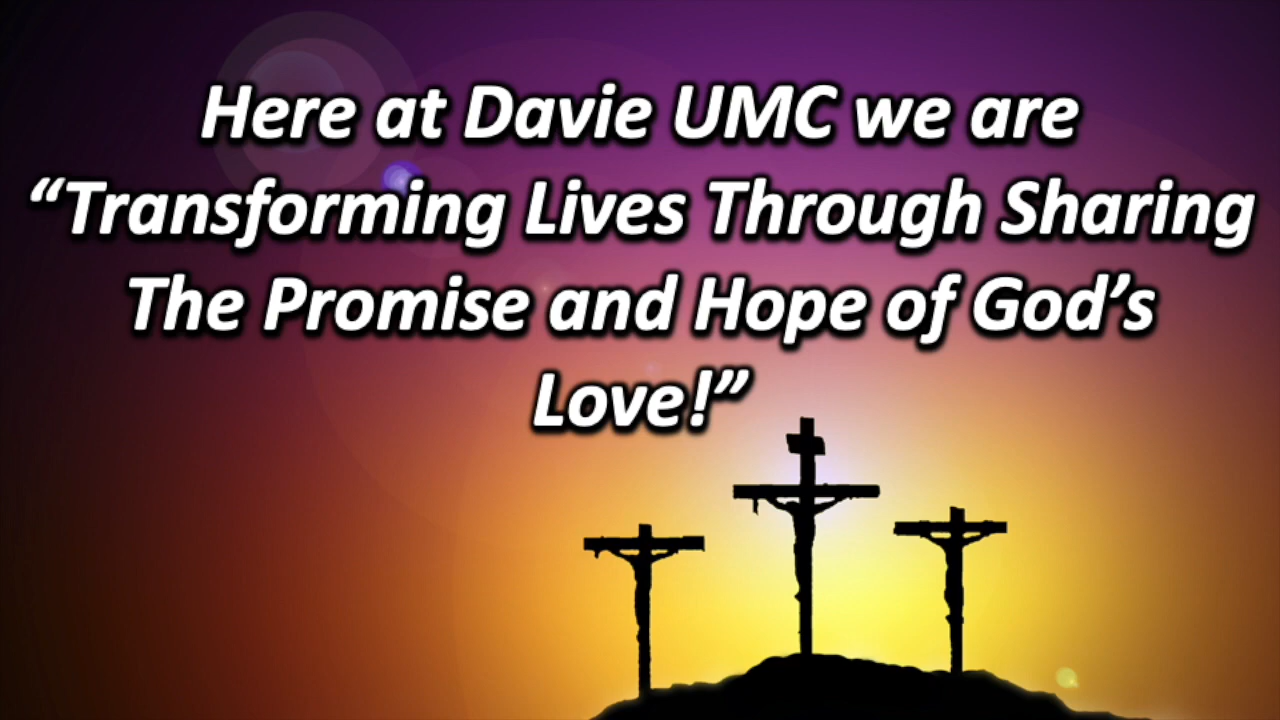 Here at Davie UMC we are
“Transforming Lives Through Sharing
The Promise and Hope of God’s
Love!”